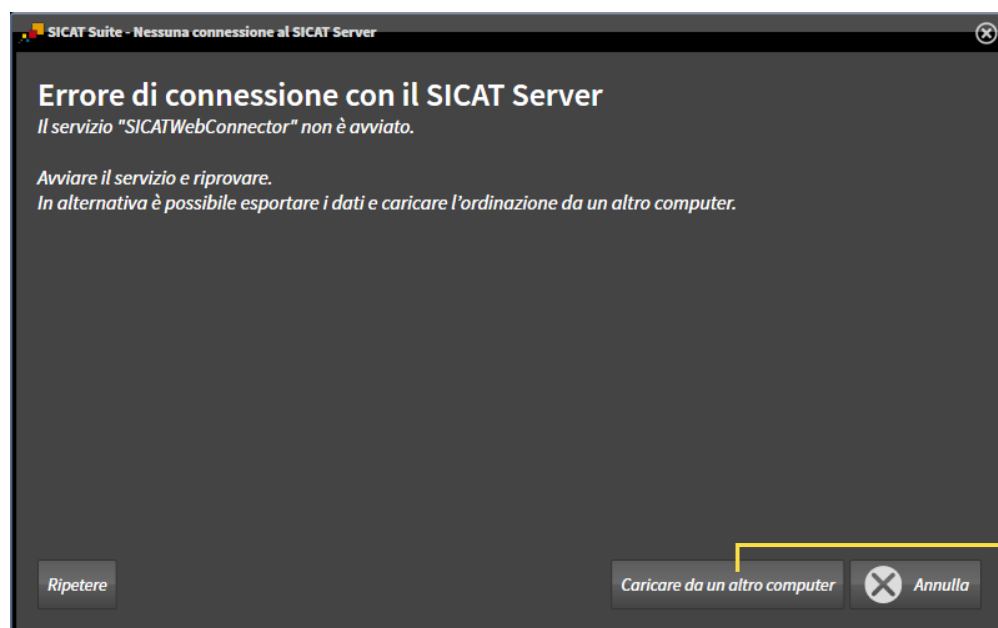 SICAT Suite - Nessuna connessione al SICAT Server
Errore di connessione con il SICAT Server
Il servizio "SICATWebConnector" non è avviato.
Avviare il servizio e riprovare.
In alternativa è possibile esportare i dati e caricare l’ordinazione da un altro computer.
Ripetere
Caricare da un altro computer
Annulla